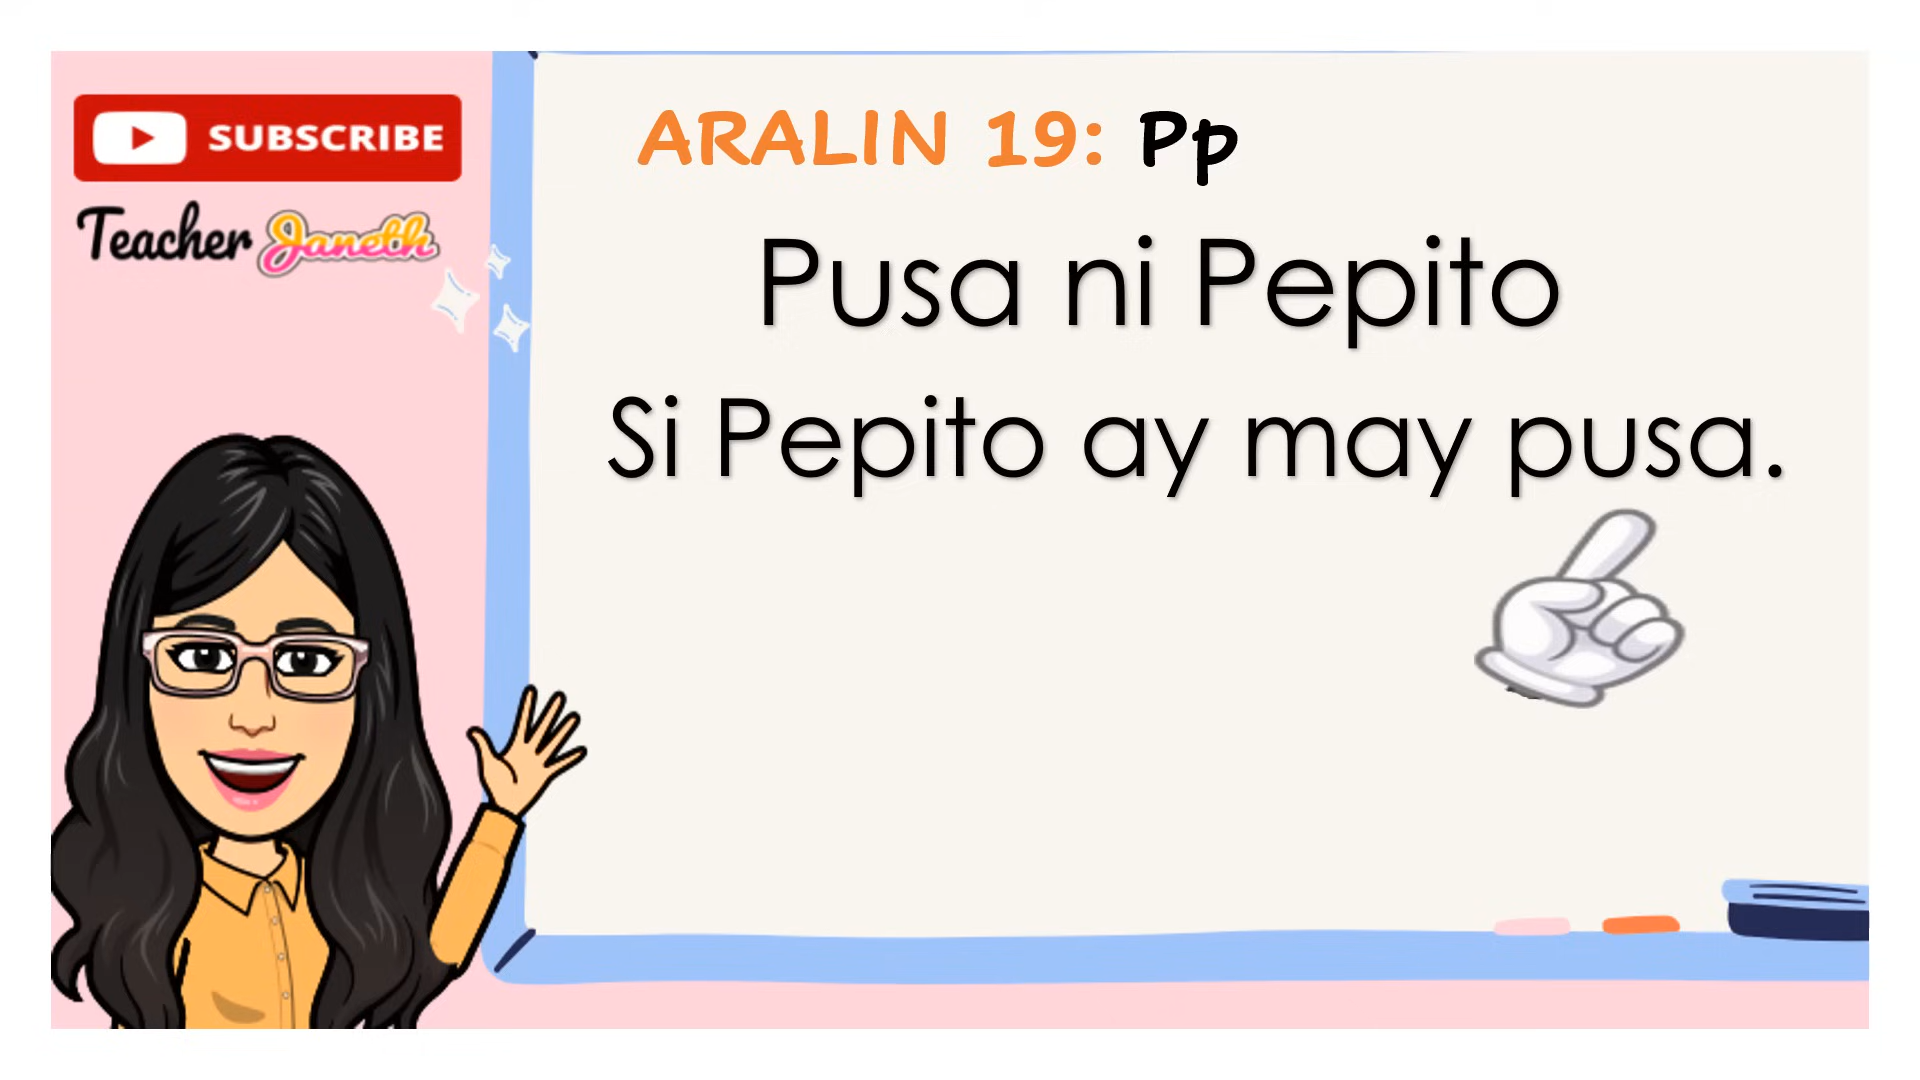 SUBSCRIBE
Teacher Janeth
ARALIN 19: Pp
Pusa ni Pepito
Si Pepito ay may pusa.